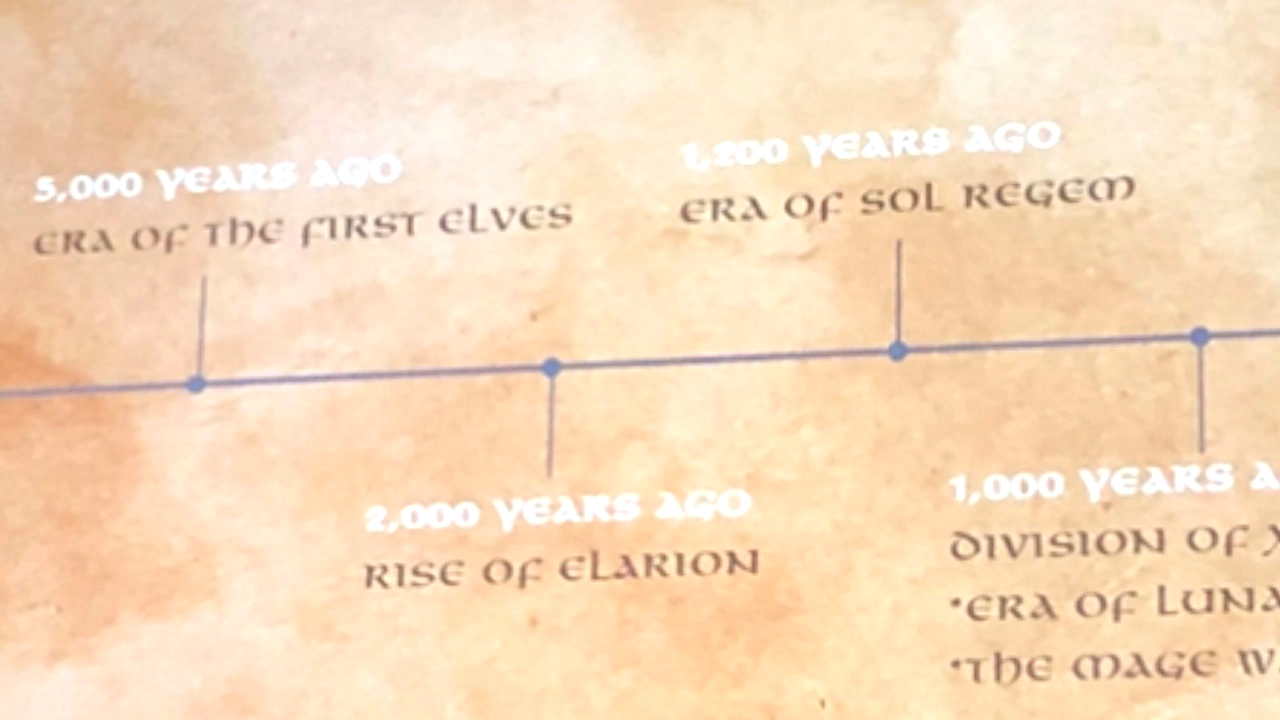 5,000 YEARS AGO
ERA OF THE FIRST ELVES
1,200 YEARS AGO
ERA OF SOL REGEM
2,000 YEARS AGO
RISE OF ELARION
1,000 YEARS
DIVISION OF
•ERA OF
•THE MAGE